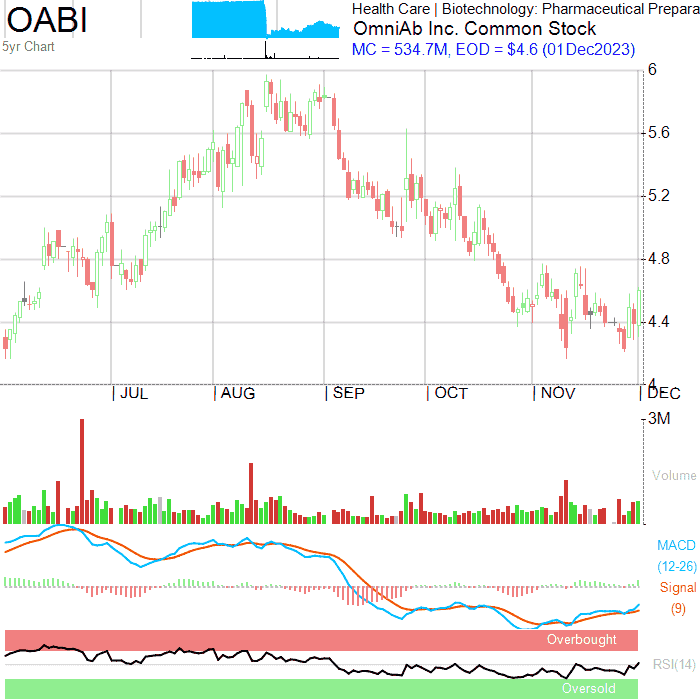 OABI
5yr Chart
Health Care | Biotechnology: Pharmaceutical Prepara
OmniAb Inc. Common Stock
MC = 534.7M, EOD = $4.6 (01Dec2023)
6
5.6
5.2
4.8
4.4
4
JUL
AUG
SEP
OCT
NOV
DEC
3M
Volume
MACD
(12-26)
Signal
(9)
Overbought
RSI(14)
Oversold